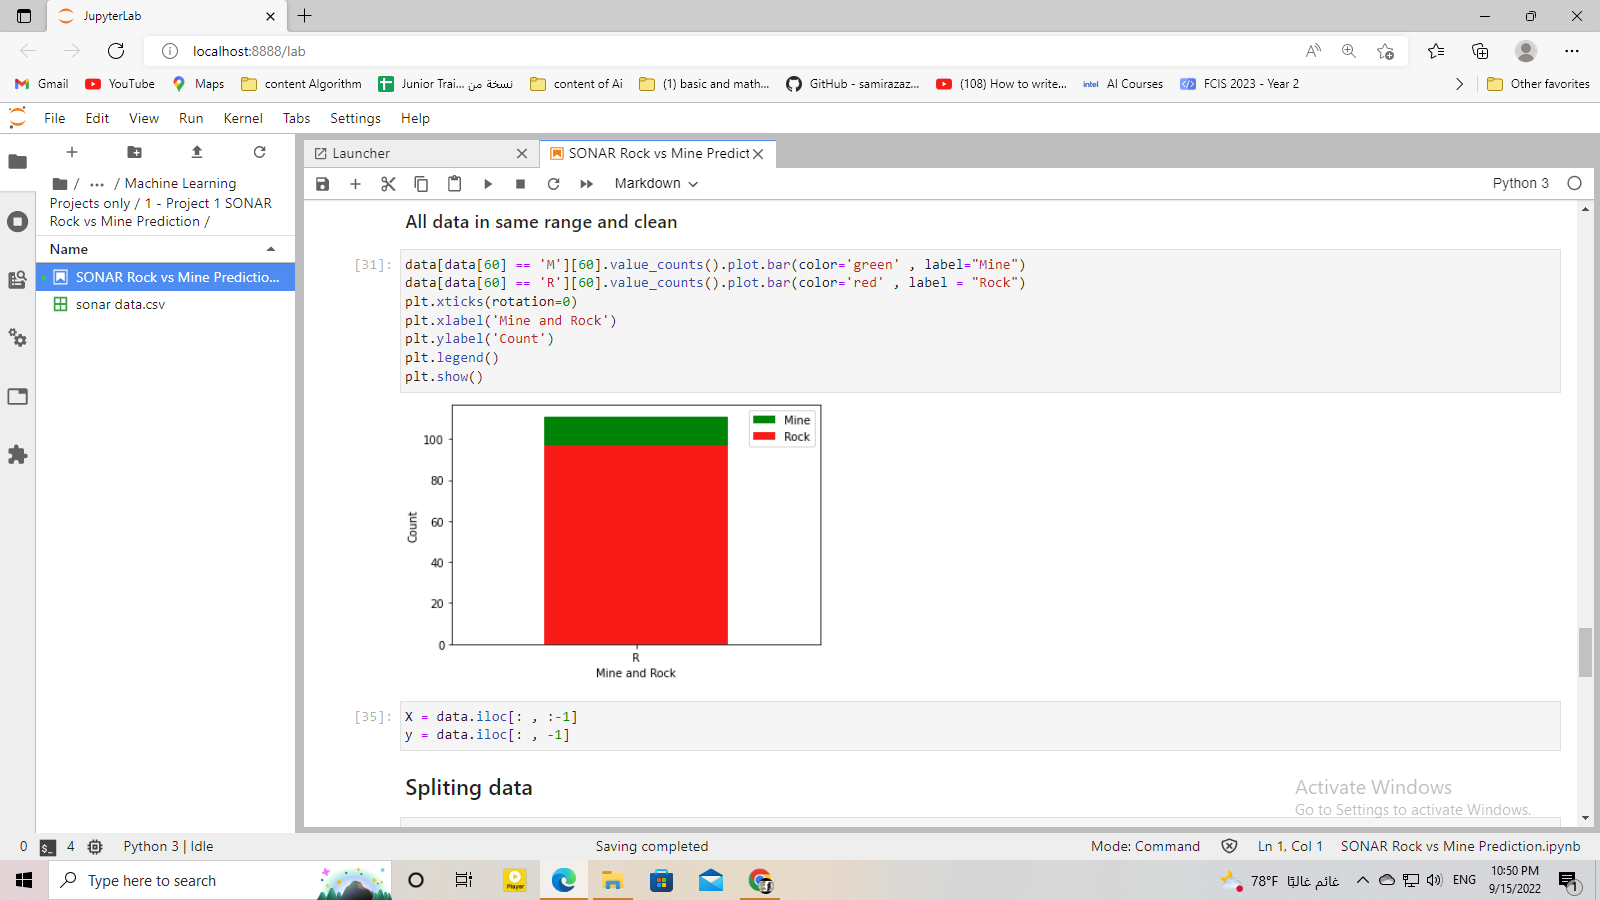 JupyterLab
localhost:8888/lab
Gmail
YouTube
Maps
content Algorithm
نسخة من Junior Trai...
content of Ai
(1) basic and math...
GitHub - samirazaz...
(108) How to write...
intel AI Courses
FCIS 2023 - Year 2
Other favorites
File Edit View Run Kernel Tabs Settings Help
/ ··· / Machine Learning
Projects only / 1 - Project 1 SONAR
Rock vs Mine Prediction /
Name
SONAR Rock vs Mine Predictio...
sonar data.csv
Launcher
SONAR Rock vs Mine Predict
Markdown
Python 3
All data in same range and clean
[31]:
data[data[60] == 'M'][60].value_counts().plot.bar(color='green' , label="Mine")
data[data[60] == 'R'][60].value_counts().plot.bar(color='red' , label = "Rock")
plt.xticks(rotation=0)
plt.xlabel('Mine and Rock')
plt.ylabel('Count')
plt.legend()
plt.show()
Mine
Rock
100
80
60
40
20
0
Count
R
Mine and Rock
[35]:
X = data.iloc[: , :-1]
y = data.iloc[: , -1]
Spliting data
Activate Windows
Go to Settings to activate Windows.
0 $_ 4 Python 3 | Idle
Saving completed
Mode: Command
Ln 1, Col 1
SONAR Rock vs Mine Prediction.ipynb
Type here to search
Player
78°F غائم غالبًا
ENG
10:50 PM
9/15/2022
1